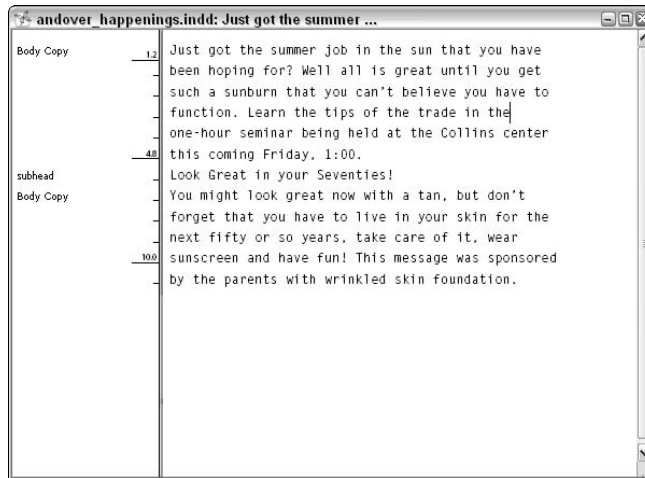 andover_happenings.indd: Just got the summer ...
Body Copy
1.2
Just got the summer job in the sun that you have
been hoping for? Well all is great until you get
such a sunburn that you can't believe you have to
function. Learn the tips of the trade in the
one-hour seminar being held at the Collins center
4.8
this coming Friday, 1:00.
subhead
Look Great in your Seventies!
Body Copy
You might look great now with a tan, but don't
forget that you have to live in your skin for the
next fifty or so years, take care of it, wear
10.0
sunscreen and have fun! This message was sponsored
by the parents with wrinkled skin foundation.